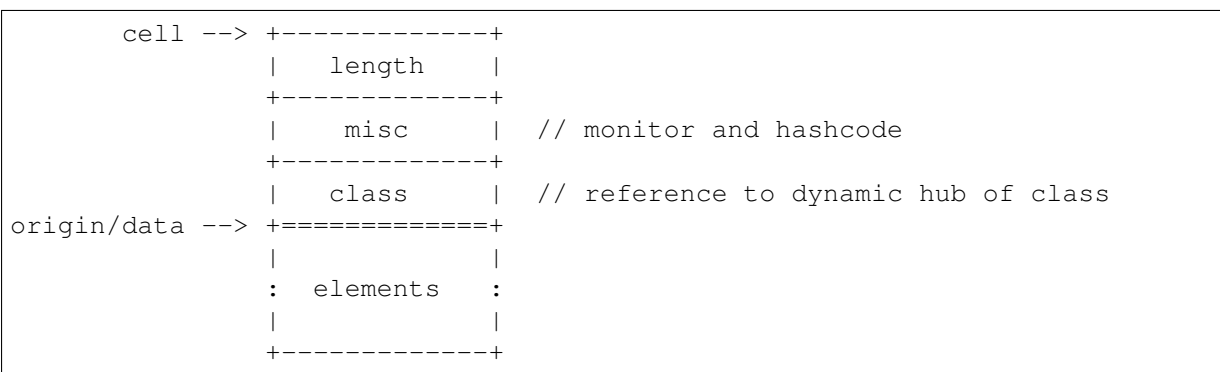 cell --> +-------------+
| length |
+-------------+
| misc | // monitor and hashcode
+-------------+
| class | // reference to dynamic hub of class
origin/data --> +=============+
| |
: elements :
| |
+-------------+